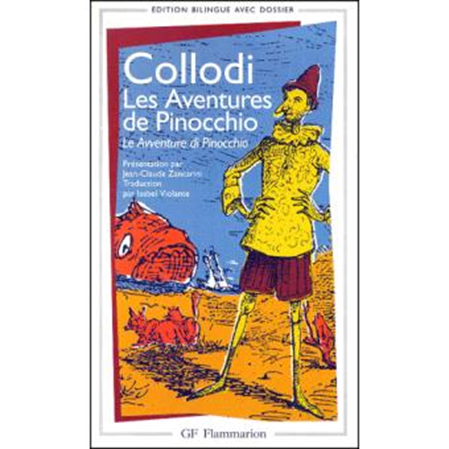 EDITION BILINGUE AVEC DOSSIER
Collodi
Les Aventures
de Pinocchio
Le Avventure di Pinocchio
Présentation par
Jean-Claude Zancarini
Traduction
par Isabel Violante
GF Flammarion